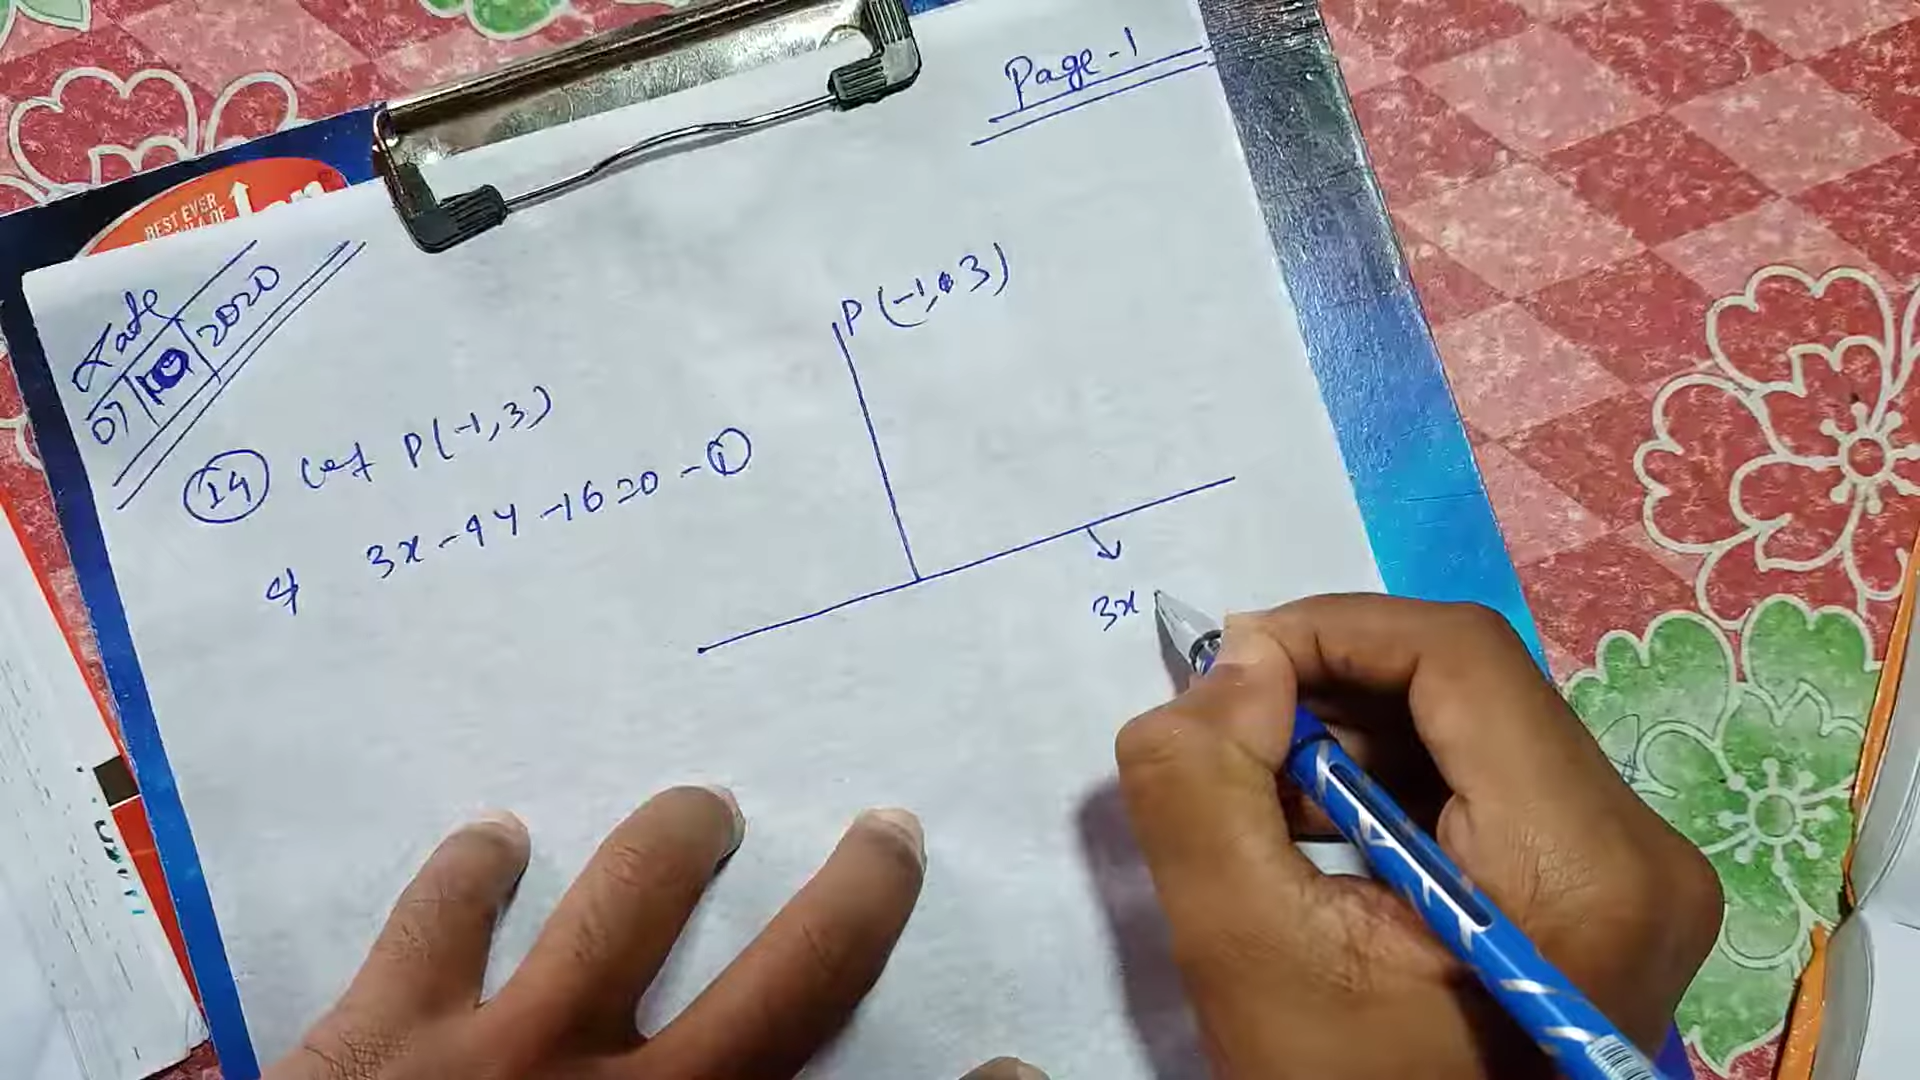 Page-1
BEST EVER
Date
07 10 2020
P(-1, 3)
14 Let P(-1, 3)
& 3x-4y-16=0 -①
3x